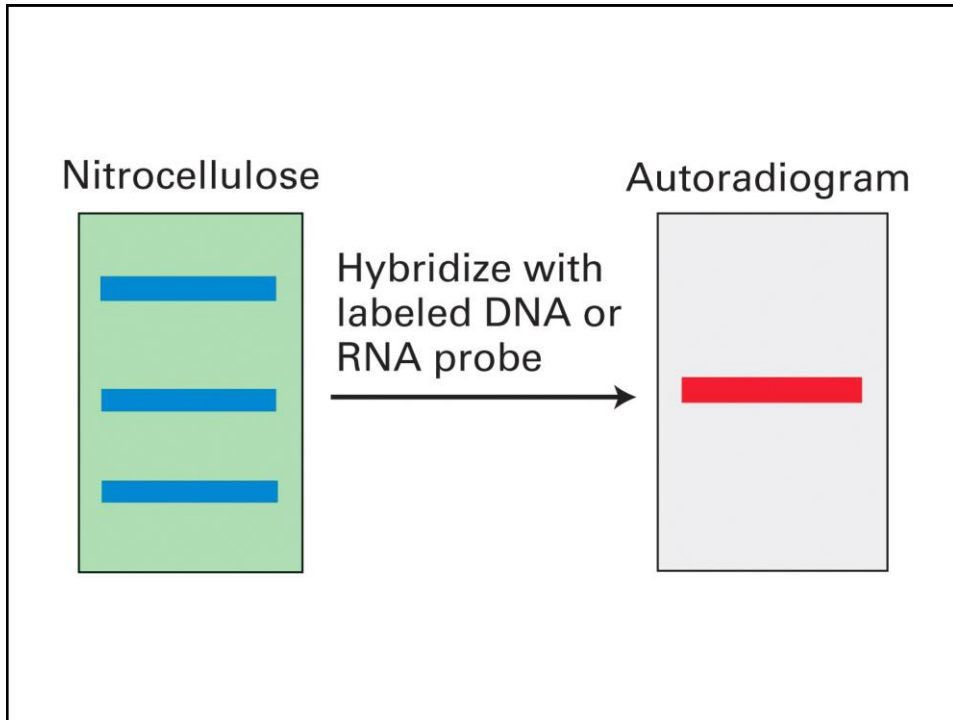 Nitrocellulose
Autoradiogram
Hybridize with
labeled DNA or
RNA probe